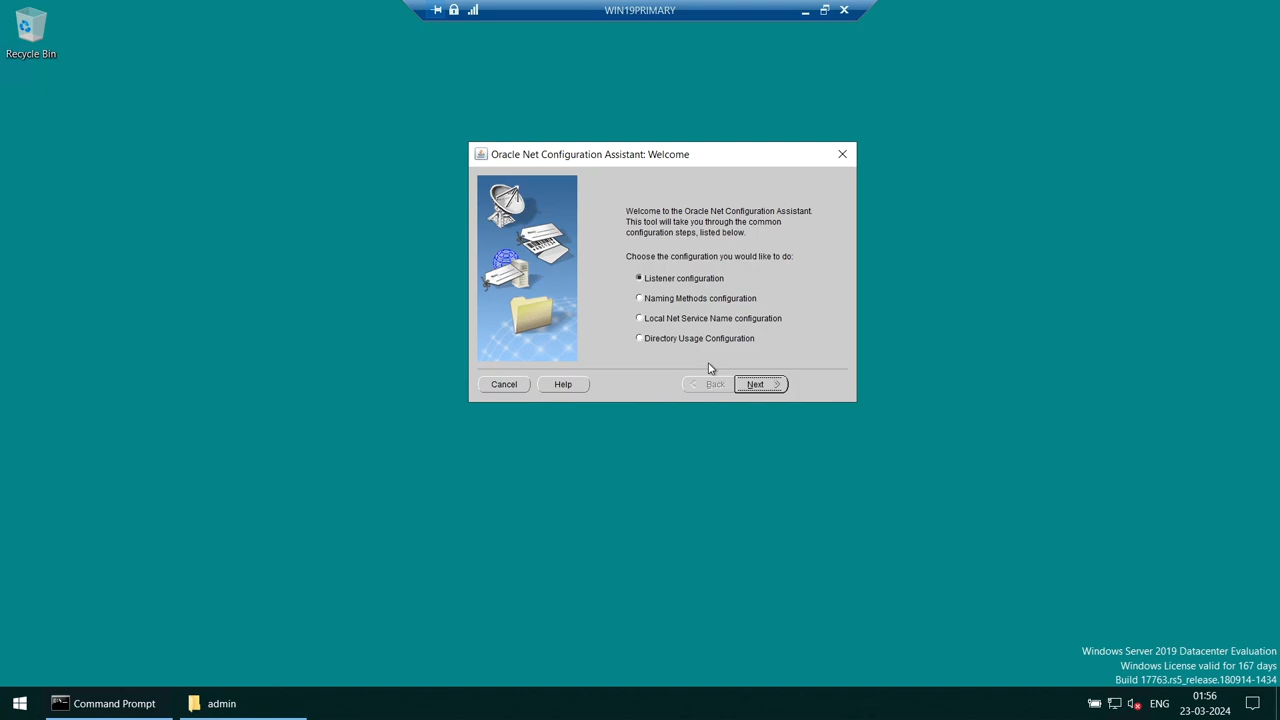 WIN19PRIMARY
Recycle Bin
Oracle Net Configuration Assistant: Welcome
Welcome to the Oracle Net Configuration Assistant.
This tool will take you through the common
configuration steps, listed below.
Choose the configuration you would like to do:
Listener configuration
Naming Methods configuration
Local Net Service Name configuration
Directory Usage Configuration
Cancel
Help
Back
Next
Windows Server 2019 Datacenter Evaluation
Windows License valid for 167 days
Build 17763.rs5_release.180914-1434
Command Prompt
admin
ENG
01:56
23-03-2024